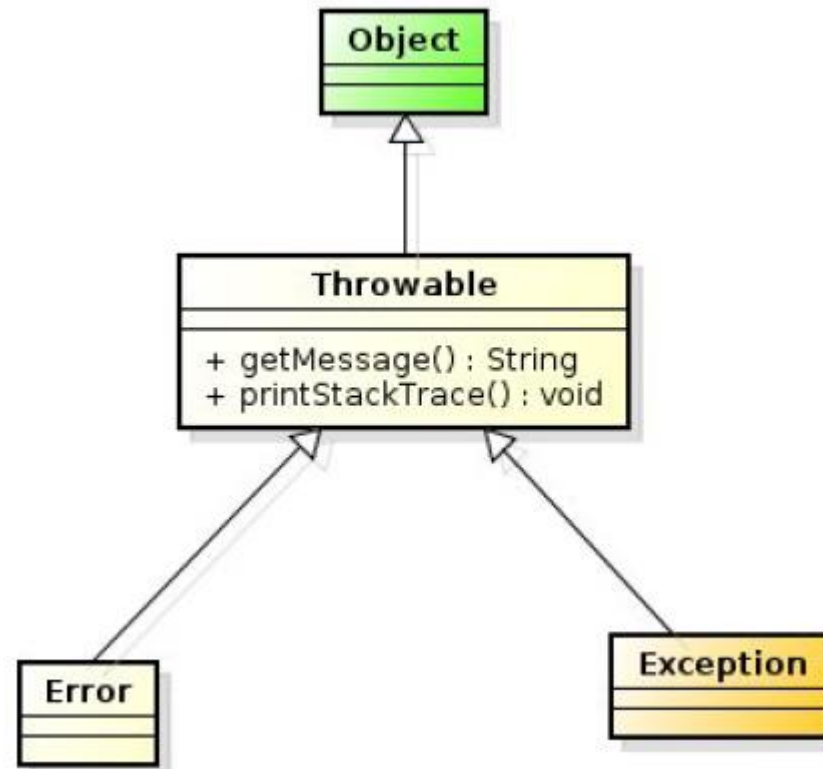 Object
Throwable
+ getMessage() : String
+ printStackTrace() : void
Error
Exception